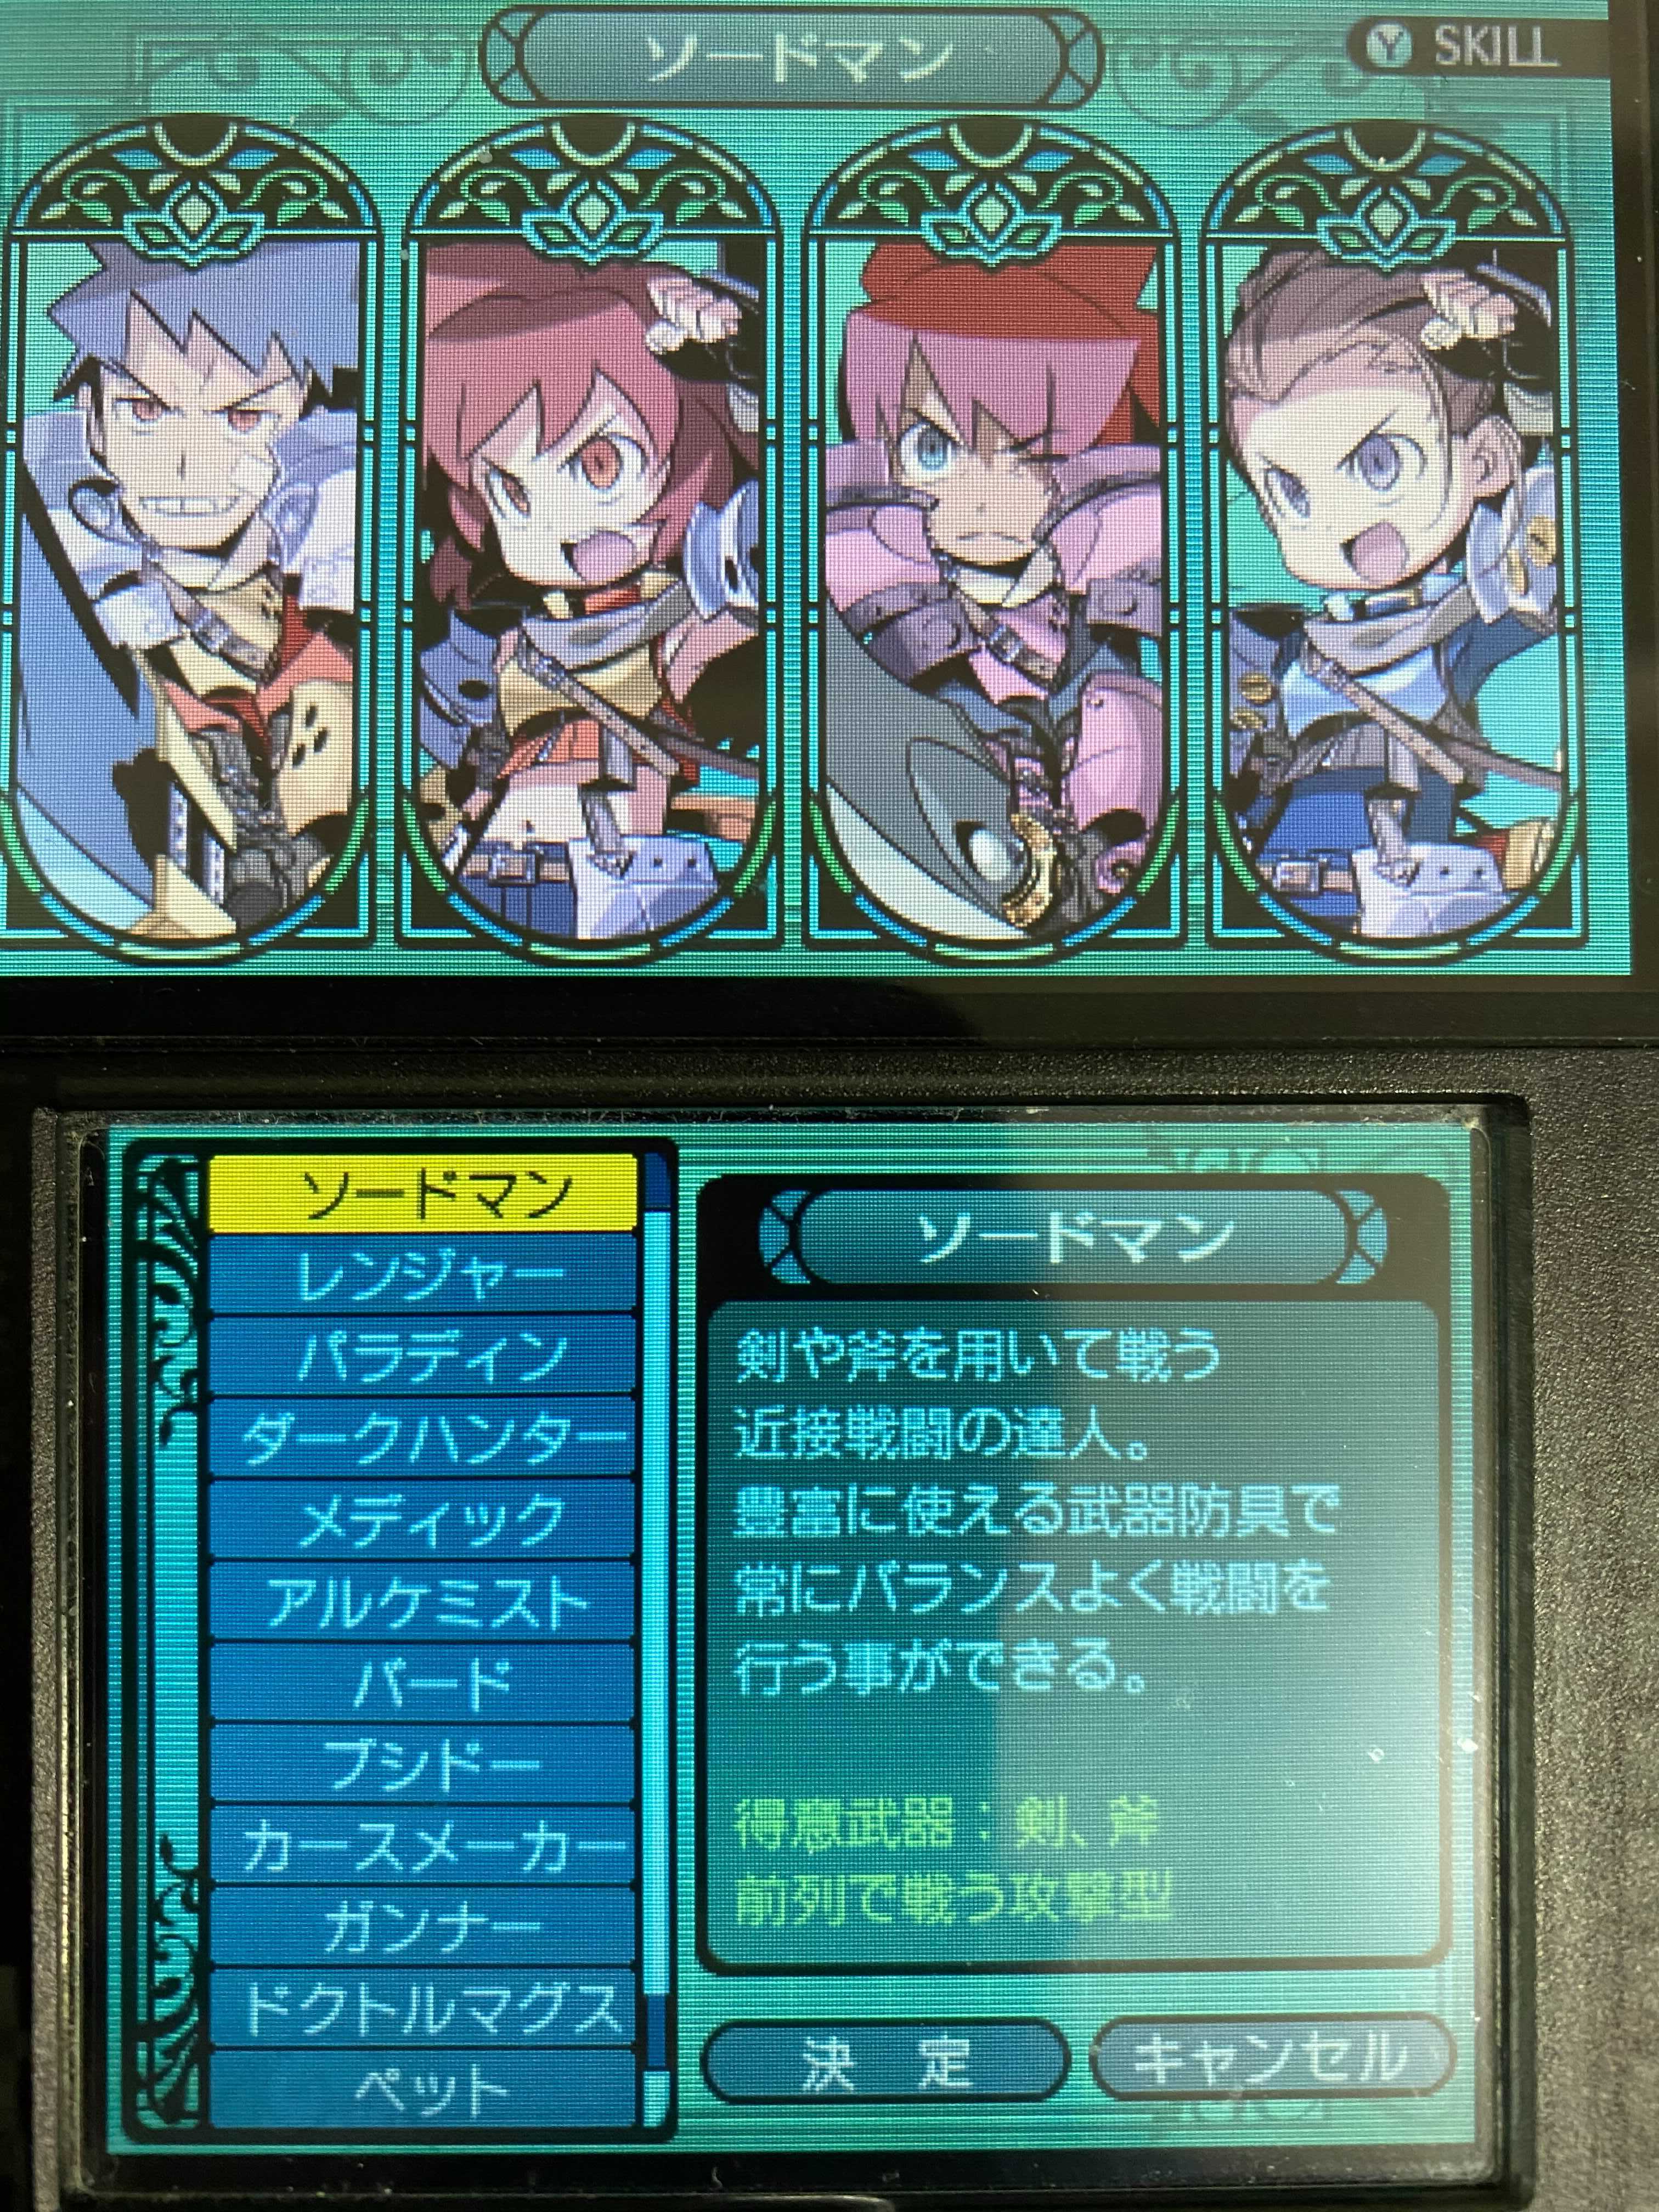 ソードマン
Y SKILL
ソードマン
レンジャー
パラディン
ダークハンター
メディック
アルケミスト
バード
ブシドー
カースメーカー
ガンナー
ドクトルマグス
ペット
ソードマン
剣や斧を用いて戦う
近接戦闘の達人。
豊富に使える武器防具で
常にバランスよく戦闘を
行う事ができる。
得意武器：剣、斧
前列で戦う攻撃型
決 定
キャンセル